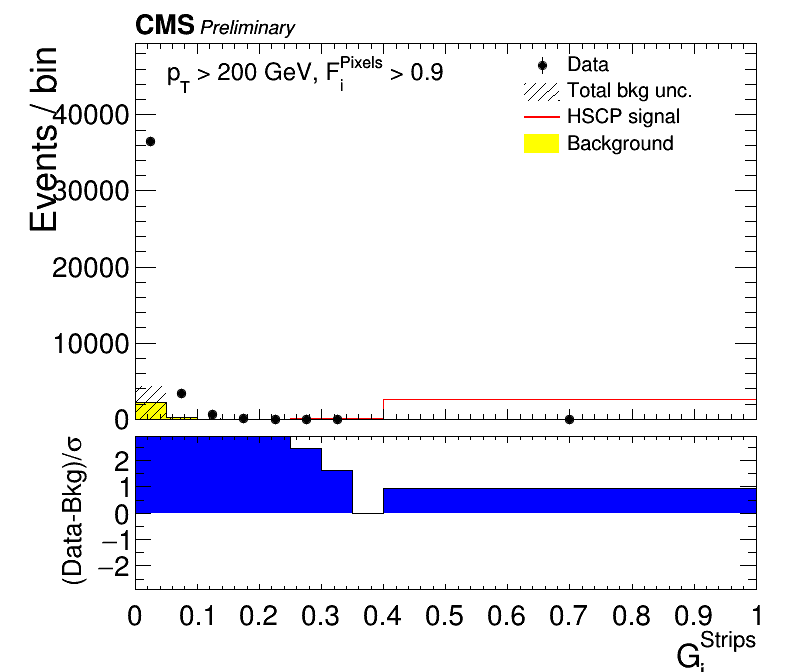 CMS Preliminary
p_T > 200 GeV, F_i^Pixels > 0.9
Data
Total bkg unc.
HSCP signal
Background
Events / bin
40000
30000
20000
10000
0
(Data-Bkg)/σ
2
1
0
−1
−2
0 0.1 0.2 0.3 0.4 0.5 0.6 0.7 0.8 0.9 1
G_i^Strips